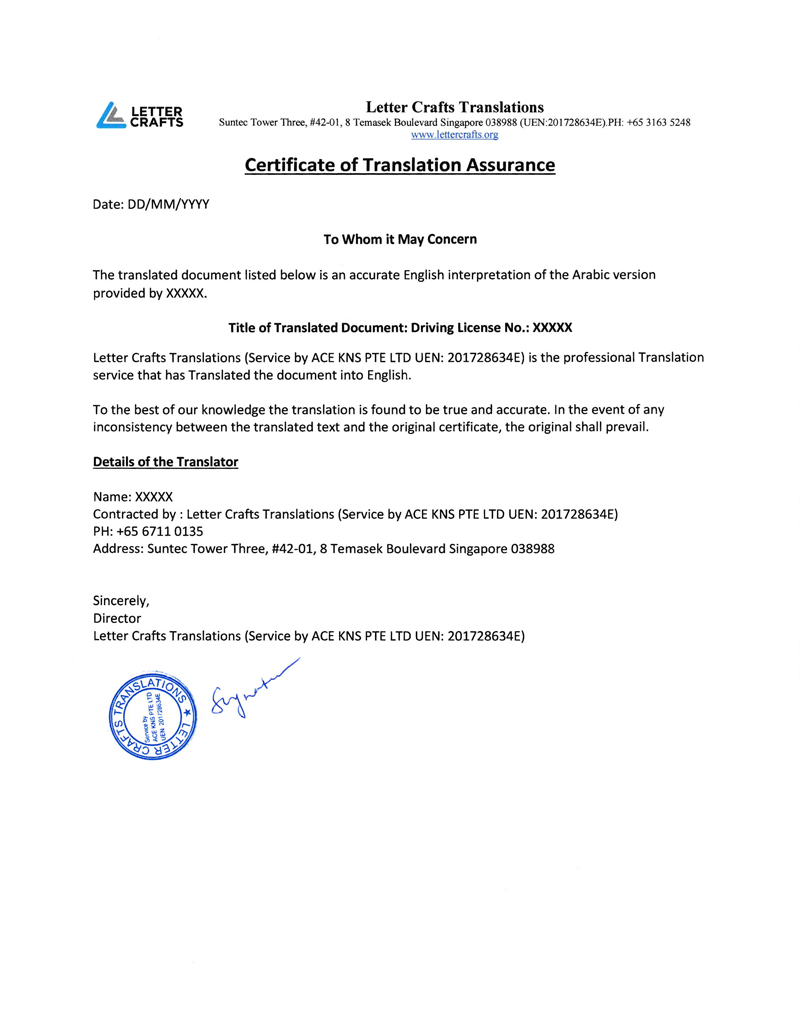 LETTER
CRAFTS
Letter Crafts Translations
Suntec Tower Three, #42-01, 8 Temasek Boulevard Singapore 038988 (UEN:201728634E).PH: +65 3163 5248
www.lettercrafts.org
Certificate of Translation Assurance
Date: DD/MM/YYYY
To Whom it May Concern
The translated document listed below is an accurate English interpretation of the Arabic version
provided by XXXXX.
Title of Translated Document: Driving License No.: XXXXX
Letter Crafts Translations (Service by ACE KNS PTE LTD UEN: 201728634E) is the professional Translation
service that has Translated the document into English.
To the best of our knowledge the translation is found to be true and accurate. In the event of any
inconsistency between the translated text and the original certificate, the original shall prevail.
Details of the Translator
Name: XXXXX
Contracted by : Letter Crafts Translations (Service by ACE KNS PTE LTD UEN: 201728634E)
PH: +65 6711 0135
Address: Suntec Tower Three, #42-01, 8 Temasek Boulevard Singapore 038988
Sincerely,
Director
Letter Crafts Translations (Service by ACE KNS PTE LTD UEN: 201728634E)
LETTER CRAFTS TRANSLATIONS ★
Service by
ACE KNS PTE LTD
UEN: 201728634E
Signature